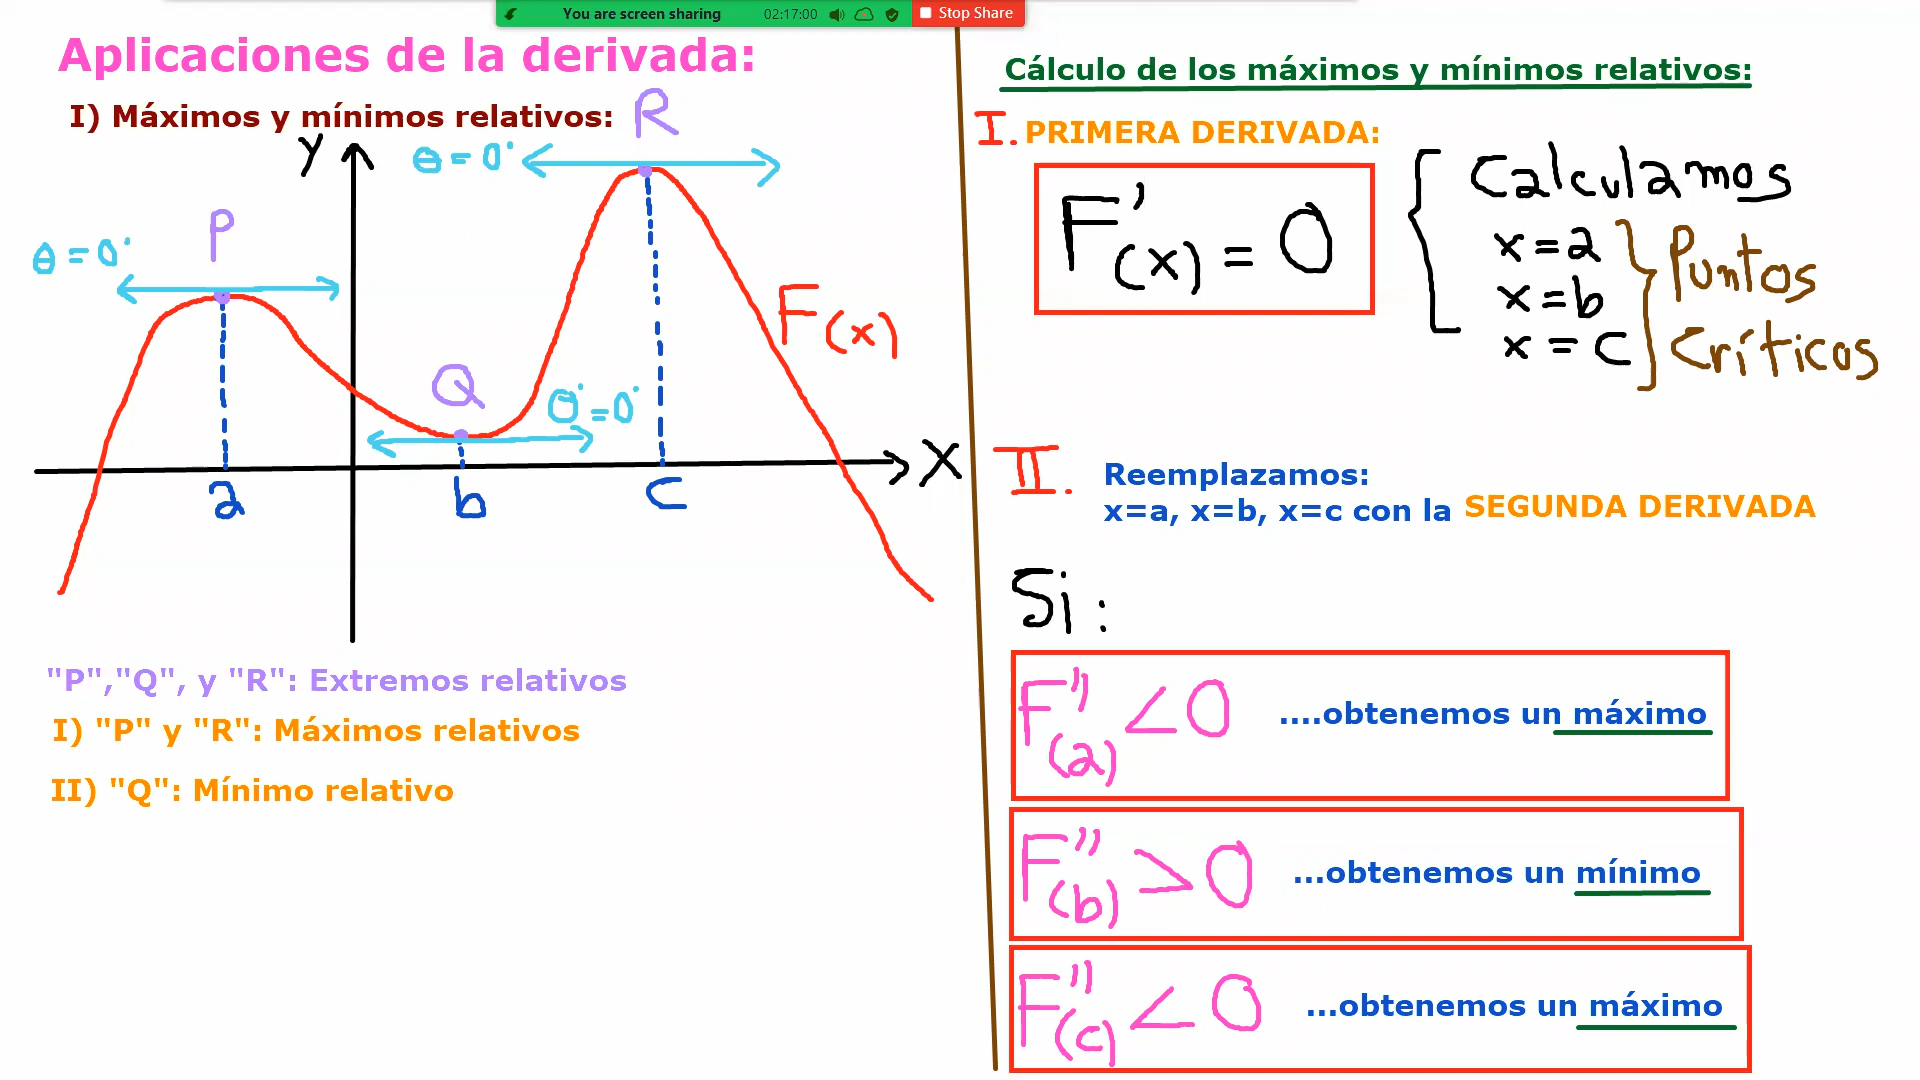 You are screen sharing 02:17:00 Stop Share
Aplicaciones de la derivada:
I) Máximos y mínimos relativos:
R
y
θ = 0°
P
θ = 0°
F(x)
Q
θ = 0°
x
a
b
c
"P","Q", y "R": Extremos relativos
I) "P" y "R": Máximos relativos
II) "Q": Mínimo relativo
Cálculo de los máximos y mínimos relativos:
I. PRIMERA DERIVADA:
F'(x) = 0
Calculamos
x = a
x = b
x = c
Puntos
Críticos
II. Reemplazamos:
x=a, x=b, x=c con la SEGUNDA DERIVADA
Si:
F''(a) < 0 ....obtenemos un máximo
F''(b) > 0 ...obtenemos un mínimo
F''(c) < 0 ...obtenemos un máximo